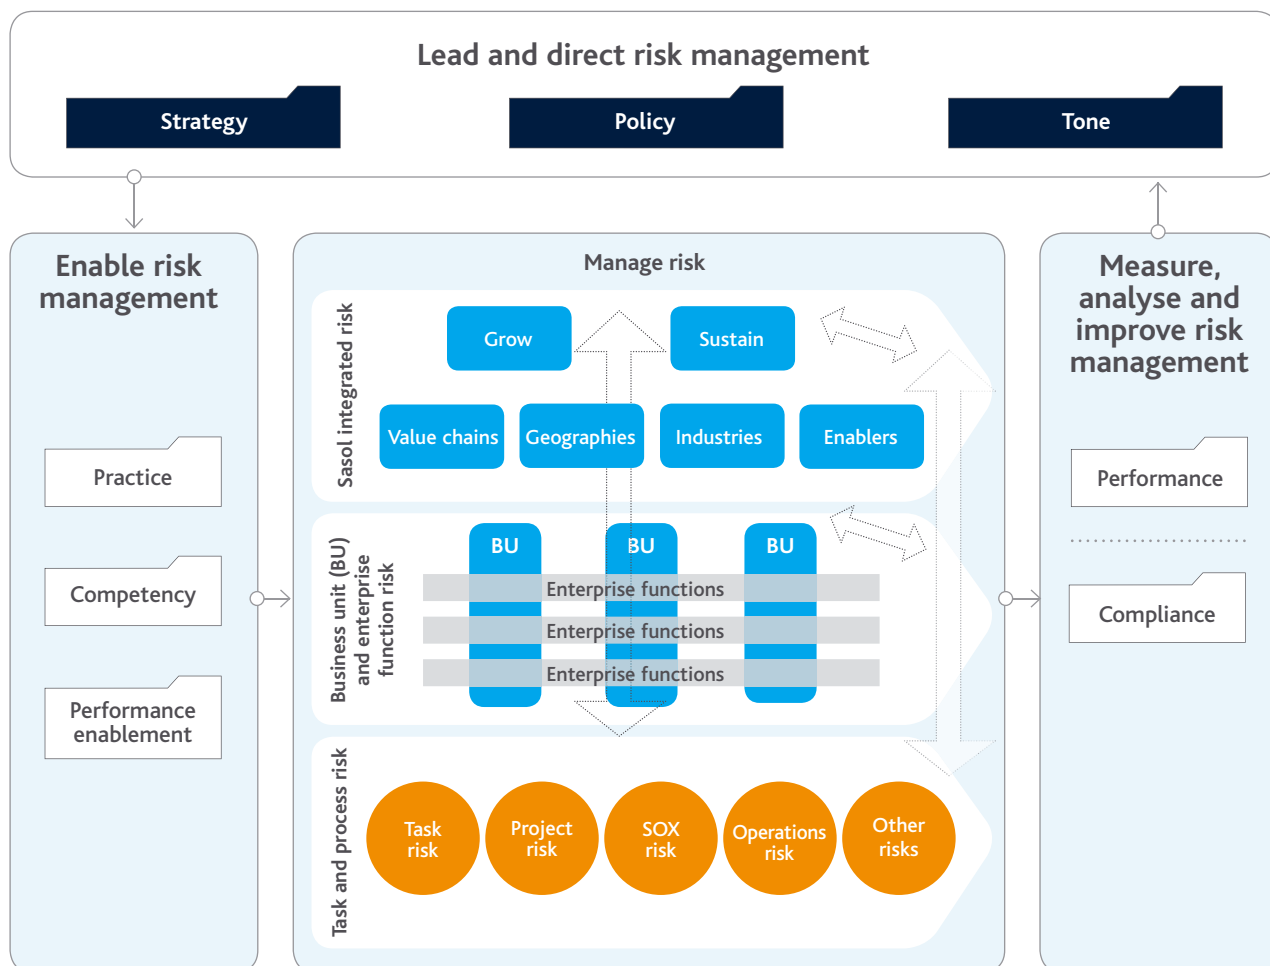 Lead and direct risk management
Strategy
Policy
Tone
Enable risk
management
Practice
Competency
Performance
enablement
Manage risk
Sasol integrated risk
Grow
Sustain
Value chains
Geographies
Industries
Enablers
Business unit (BU)
and enterprise
function risk
BU
BU
BU
Enterprise functions
Enterprise functions
Enterprise functions
Task and process risk
Task
risk
Project
risk
SOX
risk
Operations
risk
Other
risks
Measure,
analyse and
improve risk
management
Performance
Compliance